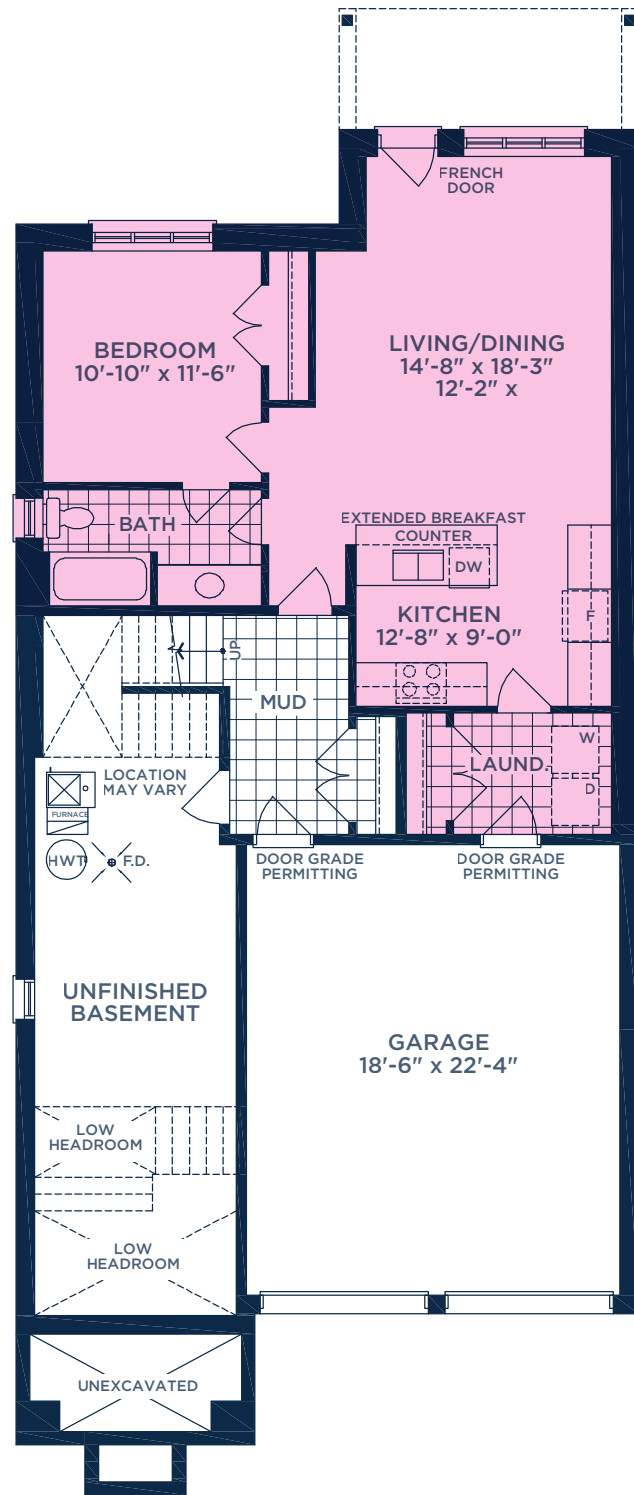 FRENCH
DOOR
BEDROOM
10'-10" x 11'-6"
LIVING/DINING
14'-8" x 18'-3"
12'-2" x
BATH
EXTENDED BREAKFAST
COUNTER
DW
KITCHEN
12'-8" x 9'-0"
F
UP
MUD
LAUND.
W
D
LOCATION
MAY VARY
FURNACE
HWT
F.D.
DOOR GRADE
PERMITTING
DOOR GRADE
PERMITTING
UNFINISHED
BASEMENT
GARAGE
18'-6" x 22'-4"
LOW
HEADROOM
LOW
HEADROOM
UNEXCAVATED